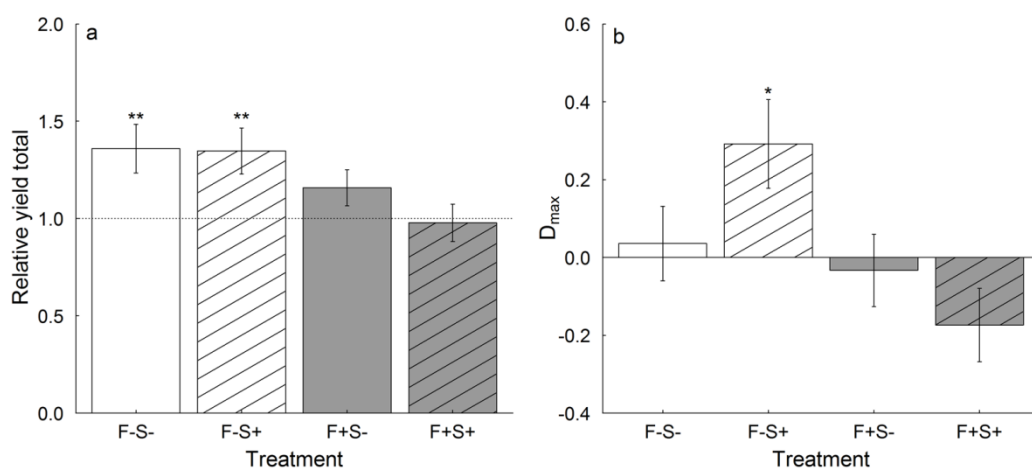 a
Relative yield total
2.0
1.5
1.0
0.5
0.0
** **
F-S- F-S+ F+S- F+S+
Treatment
b
D_max
0.6
0.4
0.2
0.0
-0.2
-0.4
*
F-S- F-S+ F+S- F+S+
Treatment